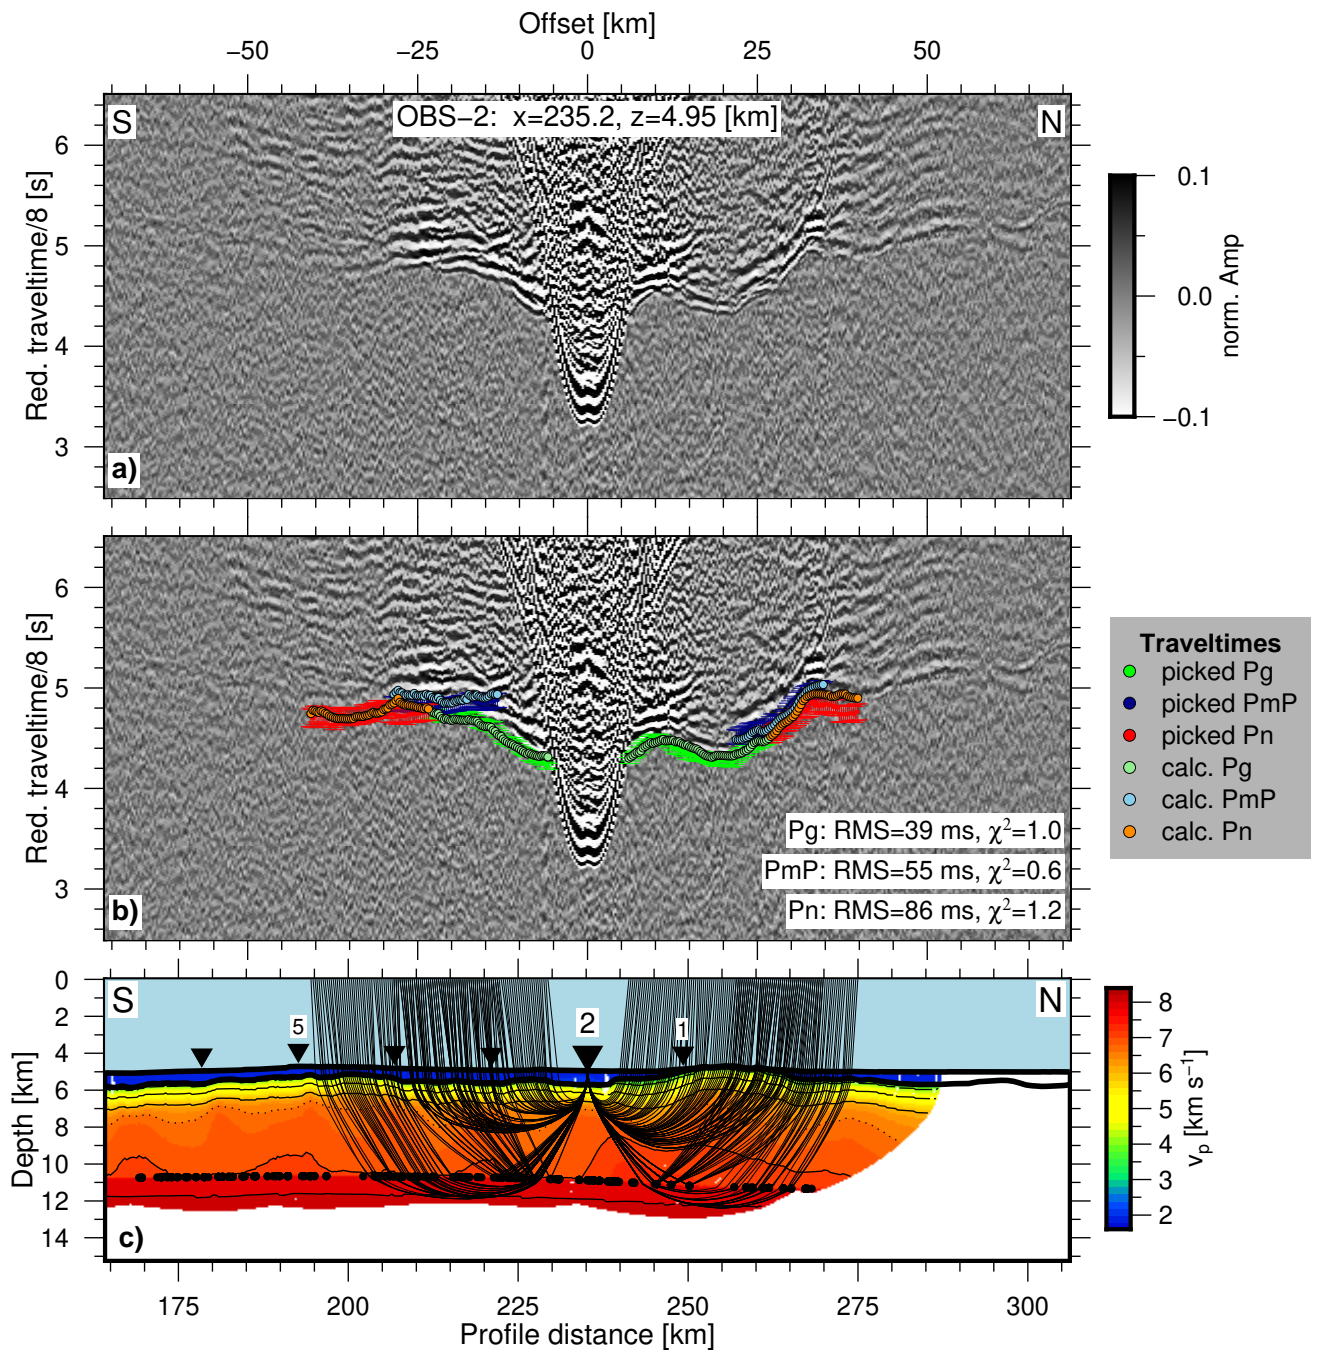 Offset [km]
−50 −25 0 25 50
S
OBS−2: x=235.2, z=4.95 [km]
N
6
5
4
3
Red. traveltime/8 [s]
a)
0.1
0.0
−0.1
norm. Amp
6
5
4
3
Red. traveltime/8 [s]
b)
Pg: RMS=39 ms, χ²=1.0
PmP: RMS=55 ms, χ²=0.6
Pn: RMS=86 ms, χ²=1.2
Traveltimes
picked Pg
picked PmP
picked Pn
calc. Pg
calc. PmP
calc. Pn
0
2
4
6
8
10
12
14
Depth [km]
S
N
5
2
1
c)
8
7
6
5
4
3
2
vp [km s⁻¹]
175 200 225 250 275 300
Profile distance [km]